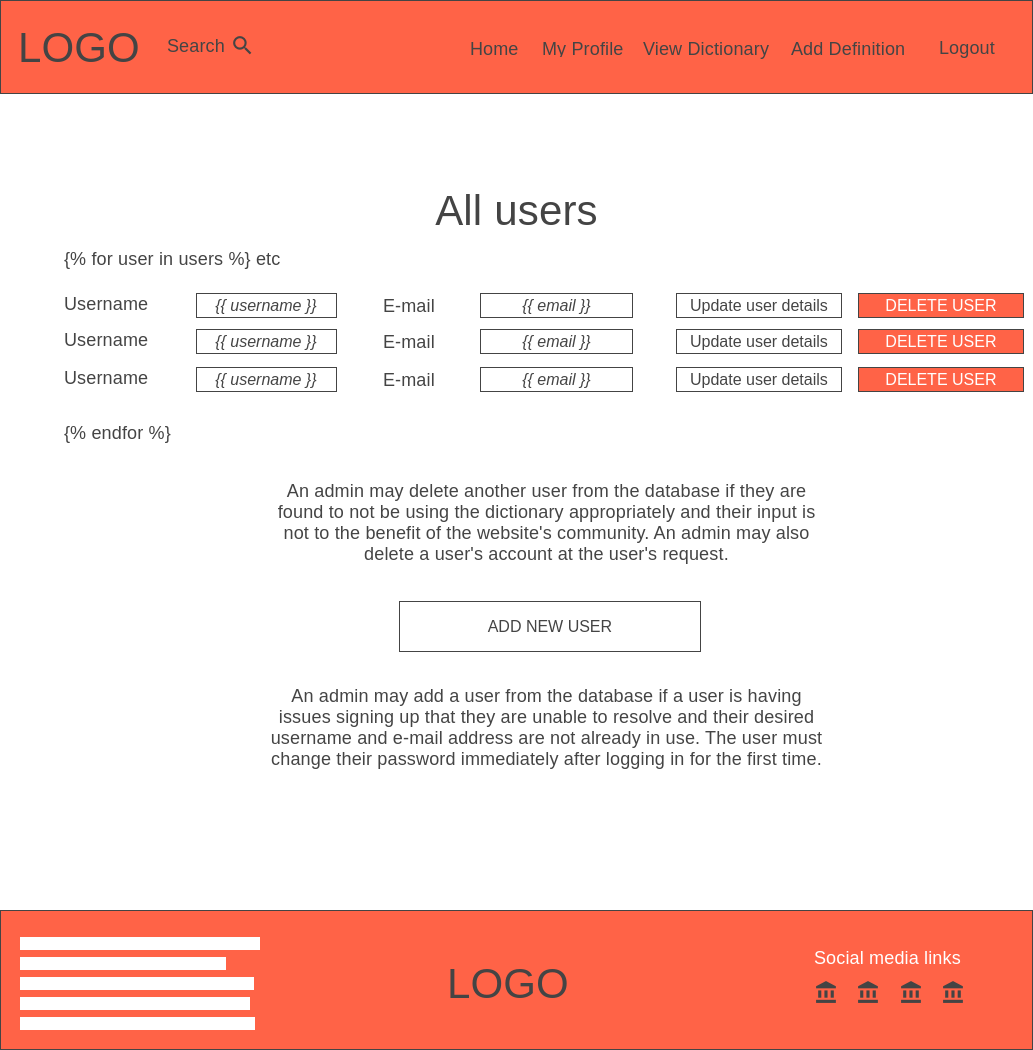 LOGO Search Home My Profile View Dictionary Add Definition Logout
All users
{% for user in users %} etc
Username {{ username }} E-mail {{ email }} Update user details DELETE USER
Username {{ username }} E-mail {{ email }} Update user details DELETE USER
Username {{ username }} E-mail {{ email }} Update user details DELETE USER
{% endfor %}
An admin may delete another user from the database if they are
found to not be using the dictionary appropriately and their input is
not to the benefit of the website's community. An admin may also
delete a user's account at the user's request.
ADD NEW USER
An admin may add a user from the database if a user is having
issues signing up that they are unable to resolve and their desired
username and e-mail address are not already in use. The user must
change their password immediately after logging in for the first time.
Social media links
LOGO